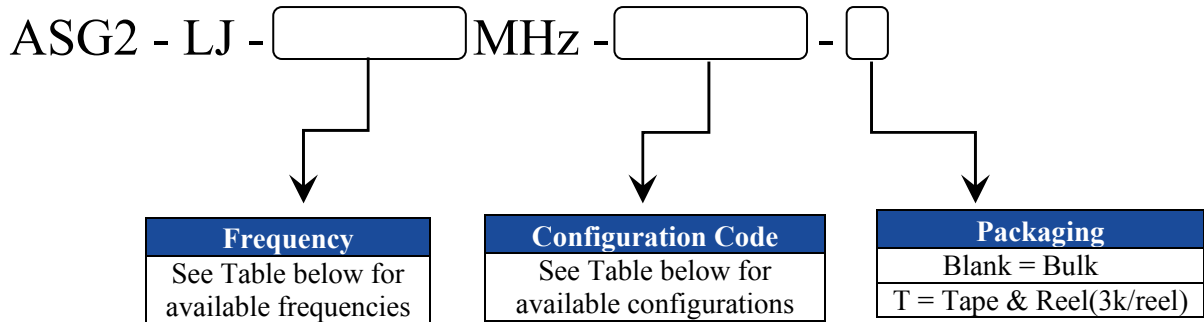 ASG2 - LJ - MHz - -
Frequency
See Table below for
available frequencies
Configuration Code
See Table below for
available configurations
Packaging
Blank = Bulk
T = Tape & Reel(3k/reel)